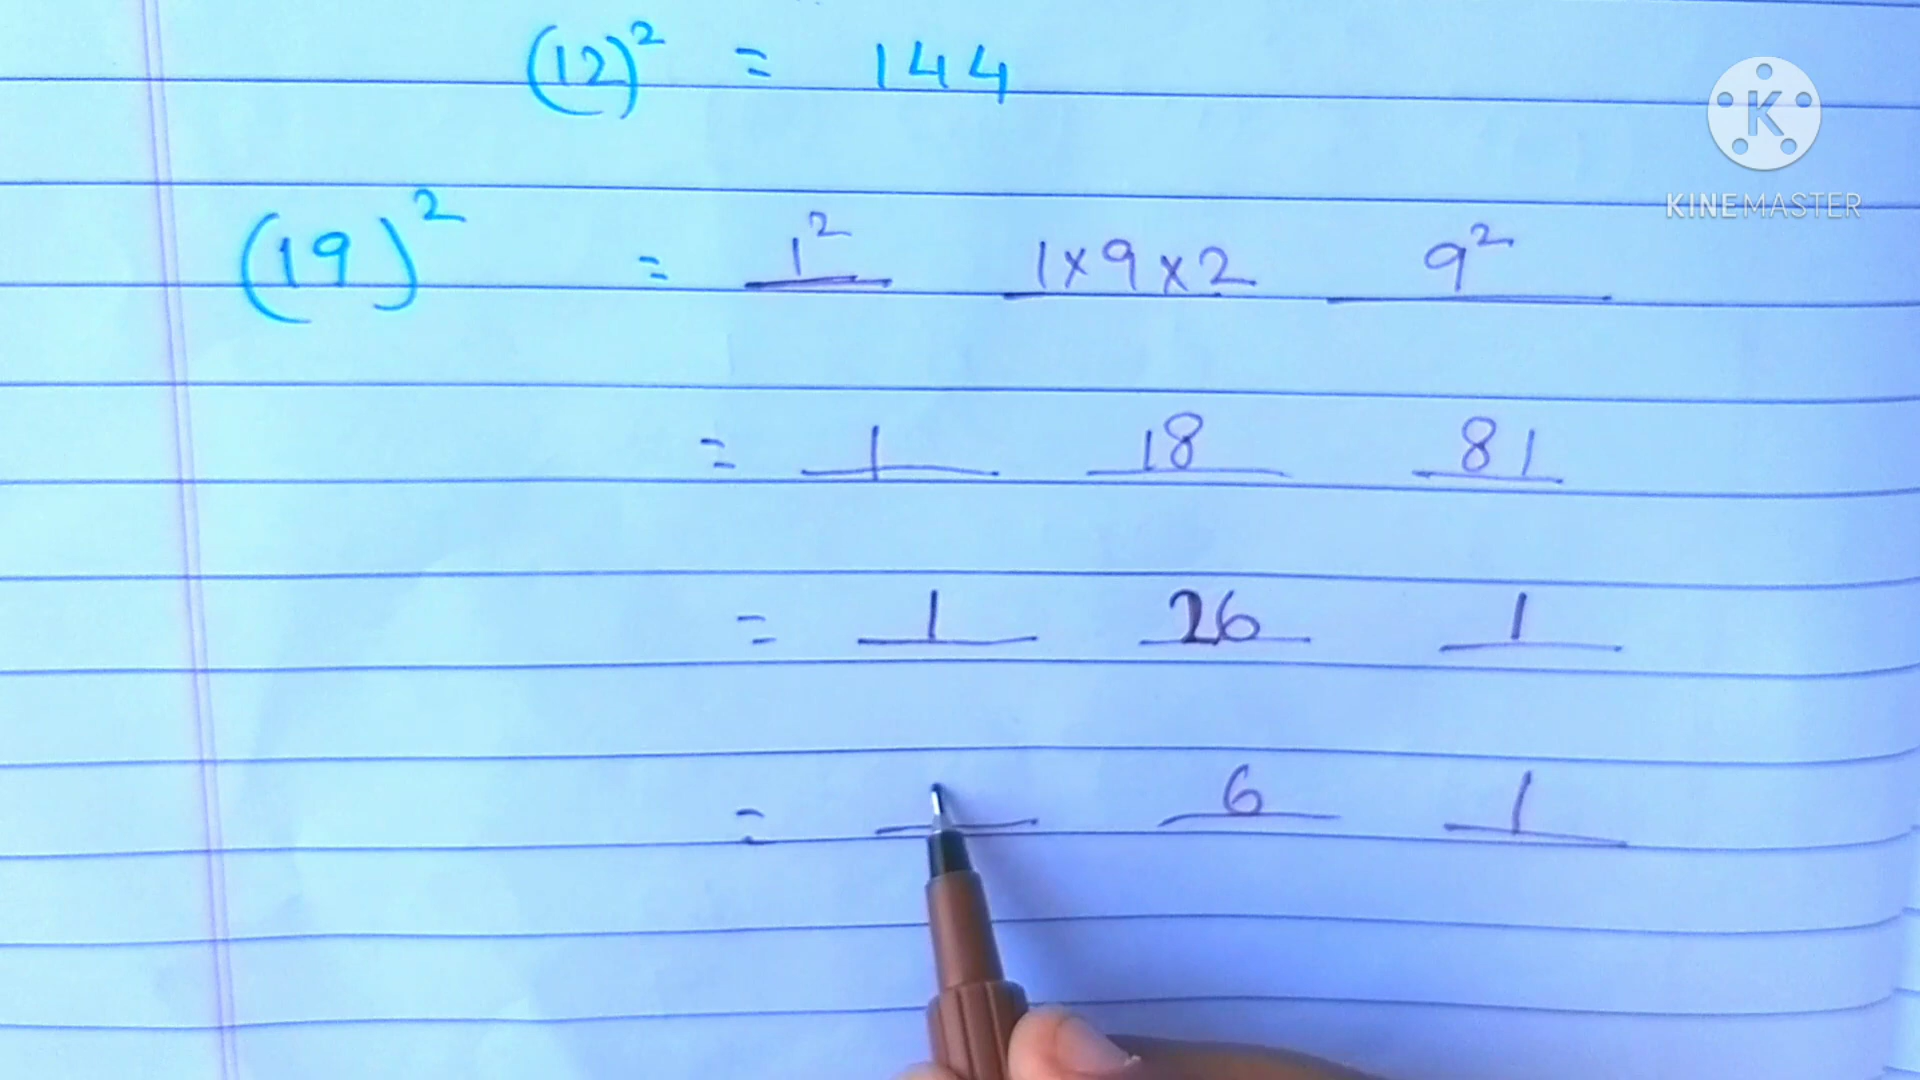 (12)² = 144
K
KINEMASTER
(19)² = 1² 1×9×2 9²
= 1 18 81
= 1 26 1
= 6 1